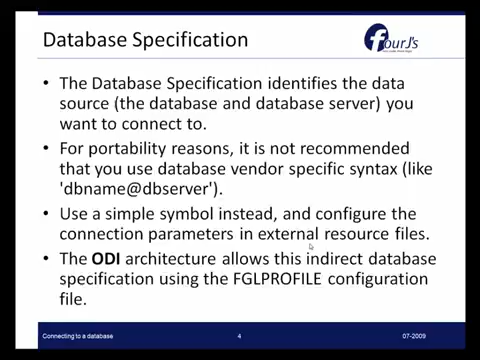 Database Specification
fourJ's
• The Database Specification identifies the data
source (the database and database server) you
want to connect to.
• For portability reasons, it is not recommended
that you use database vendor specific syntax (like
'dbname@dbserver').
• Use a simple symbol instead, and configure the
connection parameters in external resource files.
• The ODI architecture allows this indirect database
specification using the FGLPROFILE configuration
file.
Connecting to a database
4
07-2009